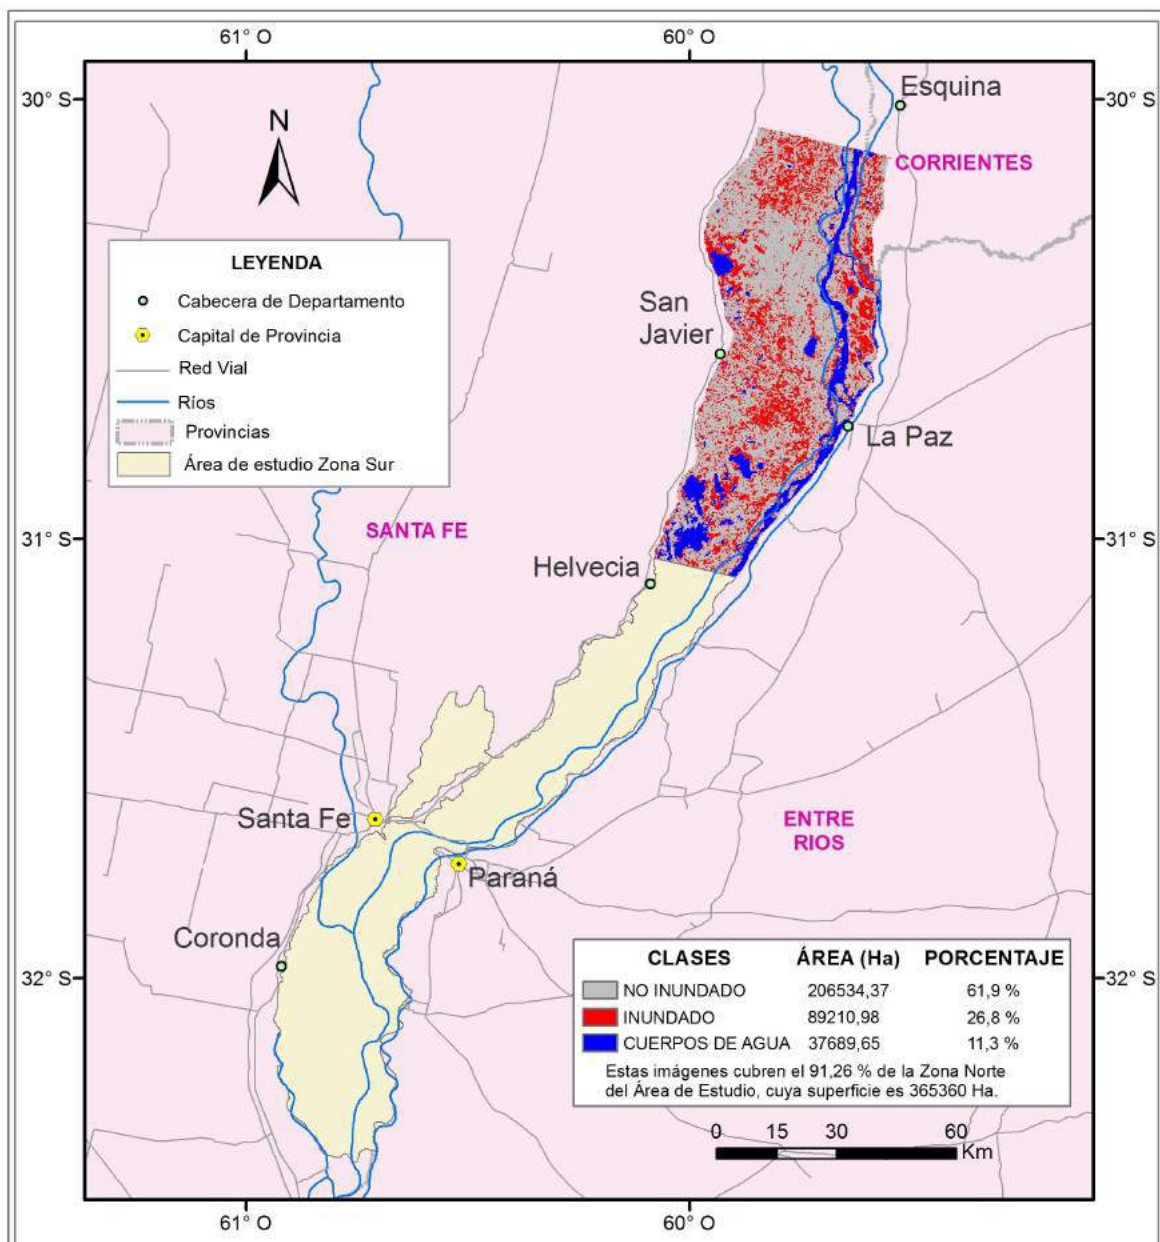 61° O
60° O
30° S
30° S
Esquina
N
CORRIENTES
LEYENDA
Cabecera de Departamento
Capital de Provincia
Red Vial
Ríos
Provincias
Área de estudio Zona Sur
San
Javier
La Paz
SANTA FE
31° S
31° S
Helvecia
Santa Fe
ENTRE
RIOS
Paraná
Coronda
32° S
32° S
CLASES ÁREA (Ha) PORCENTAJE
NO INUNDADO 206534,37 61,9 %
INUNDADO 89210,98 26,8 %
CUERPOS DE AGUA 37689,65 11,3 %
Estas imágenes cubren el 91,26 % de la Zona Norte
del Área de Estudio, cuya superficie es 365360 Ha.
0 15 30 60
Km
61° O
60° O